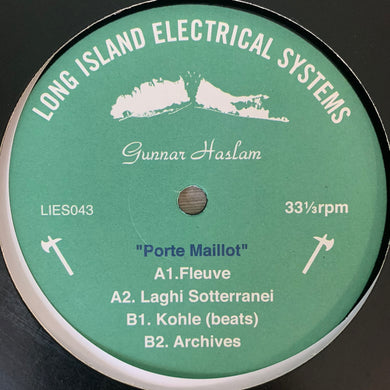 LONG ISLAND ELECTRICAL SYSTEMS
Gunnar Haslam
LIES043
33⅓rpm
"Porte Maillot"
A1.Fleuve
A2. Laghi Sotterranei
B1. Kohle (beats)
B2. Archives